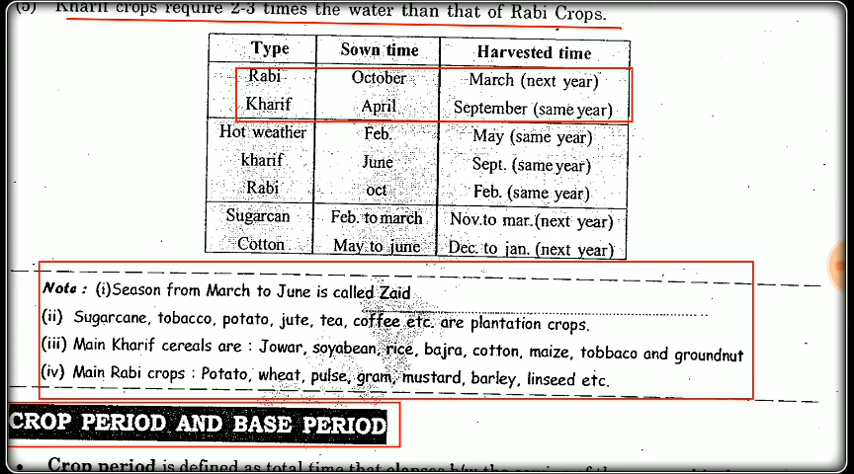 (5) Kharif crops require 2-3 times the water than that of Rabi Crops.
Type Sown time Harvested time
Rabi October March (next year)
Kharif April September (same year)
Hot weather Feb. May (same year)
kharif June Sept. (same year)
Rabi oct Feb. (same year)
Sugarcan Feb. to march Nov.to mar.(next year)
Cotton May to june Dec. to jan. (next year)
Note : (i)Season from March to June is called Zaid
(ii) Sugarcane, tobacco, potato, jute, tea, coffee etc. are plantation crops.
(iii) Main Kharif cereals are : Jowar, soyabean, rice, bajra, cotton, maize, tobbaco and groundnut
(iv) Main Rabi crops : Potato, wheat, pulse, gram, mustard, barley, linseed etc.
CROP PERIOD AND BASE PERIOD
• Crop period is defined as total time that elapses b/w the sowing of the